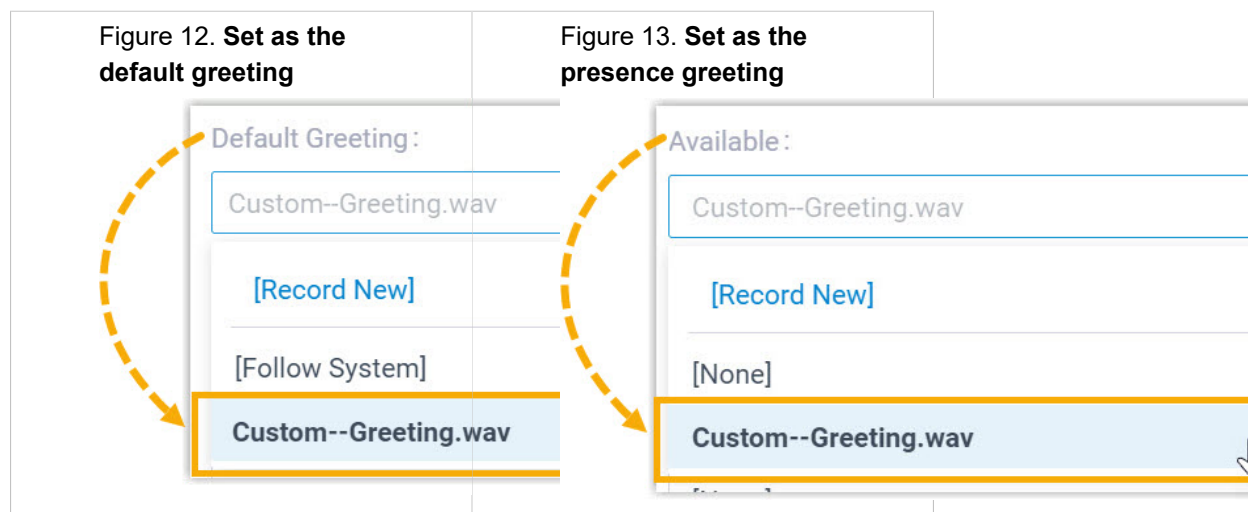 Figure 12. Set as the
default greeting
Default Greeting:
Custom--Greeting.wav
[Record New]
[Follow System]
Custom--Greeting.wav
Figure 13. Set as the
presence greeting
Available:
Custom--Greeting.wav
[Record New]
[None]
Custom--Greeting.wav